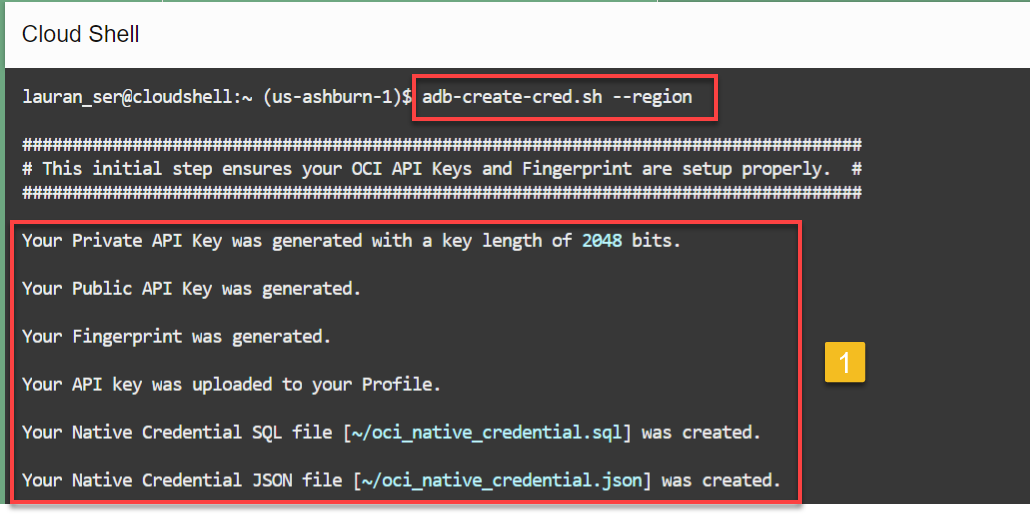 Cloud Shell
lauran_ser@cloudshell:~ (us-ashburn-1)$ adb-create-cred.sh --region
####################################################################################
# This initial step ensures your OCI API Keys and Fingerprint are setup properly.  #
####################################################################################
Your Private API Key was generated with a key length of 2048 bits.
Your Public API Key was generated.
Your Fingerprint was generated.
1
Your API key was uploaded to your Profile.
Your Native Credential SQL file [~/oci_native_credential.sql] was created.
Your Native Credential JSON file [~/oci_native_credential.json] was created.